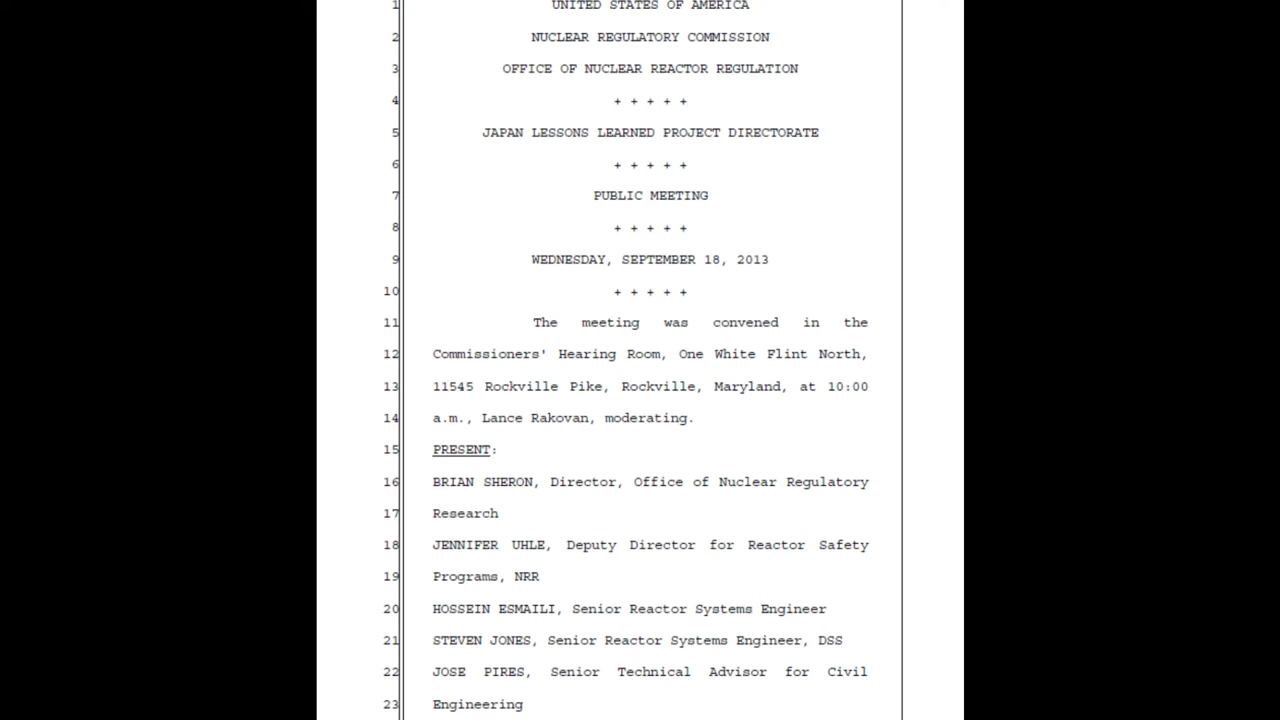 1 UNITED STATES OF AMERICA
2 NUCLEAR REGULATORY COMMISSION
3 OFFICE OF NUCLEAR REACTOR REGULATION
4 + + + + +
5 JAPAN LESSONS LEARNED PROJECT DIRECTORATE
6 + + + + +
7 PUBLIC MEETING
8 + + + + +
9 WEDNESDAY, SEPTEMBER 18, 2013
10 + + + + +
11 The meeting was convened in the
12 Commissioners' Hearing Room, One White Flint North,
13 11545 Rockville Pike, Rockville, Maryland, at 10:00
14 a.m., Lance Rakovan, moderating.
15 PRESENT:
16 BRIAN SHERON, Director, Office of Nuclear Regulatory
17 Research
18 JENNIFER UHLE, Deputy Director for Reactor Safety
19 Programs, NRR
20 HOSSEIN ESMAILI, Senior Reactor Systems Engineer
21 STEVEN JONES, Senior Reactor Systems Engineer, DSS
22 JOSE PIRES, Senior Technical Advisor for Civil
23 Engineering